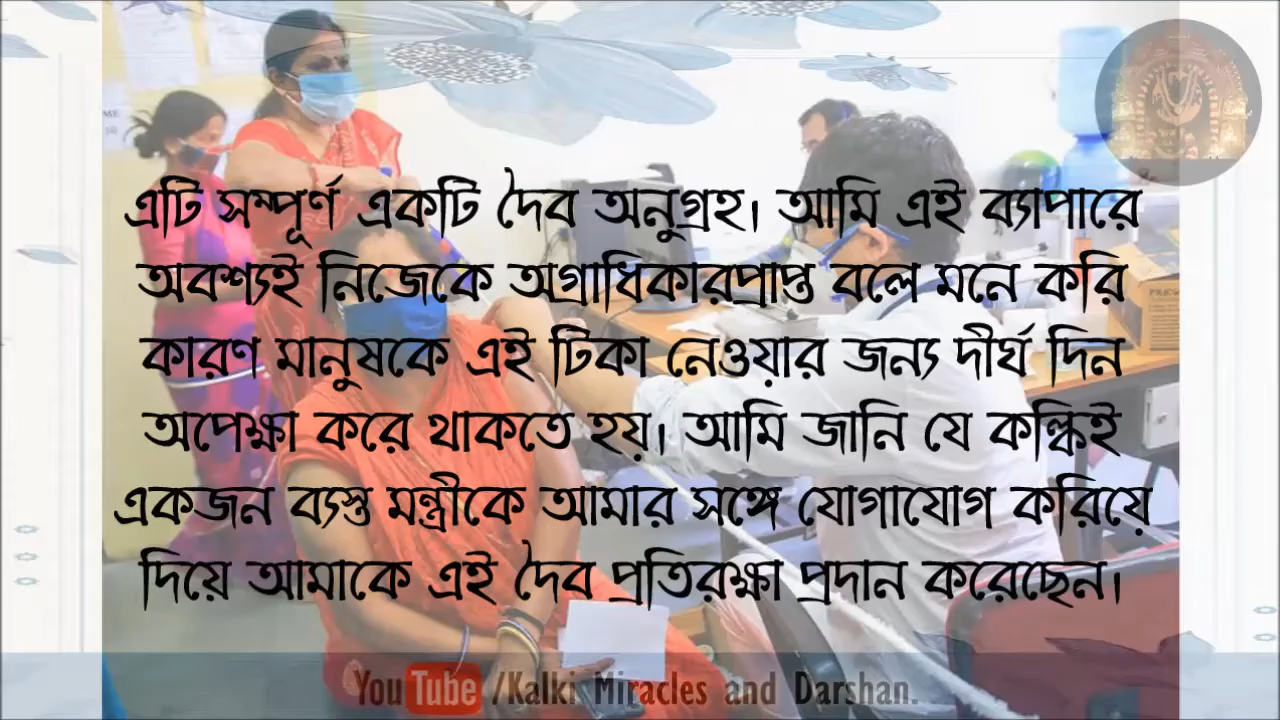 এটি সম্পূর্ণ একটি দৈব অনুগ্রহ। আমি এই ব্যাপারে
অবশ্যই নিজেকে অগ্রাধিকারপ্রাপ্ত বলে মনে করি
কারণ মানুষকে এই টিকা নেওয়ার জন্য দীর্ঘ দিন
অপেক্ষা করে থাকতে হয়। আমি জানি যে কল্কিই
একজন ব্যস্ত মন্ত্রীকে আমার সঙ্গে যোগাযোগ করিয়ে
দিয়ে আমাকে এই দৈব প্রতিরক্ষা প্রদান করেছেন।
YouTube /Kalki Miracles and Darshan.